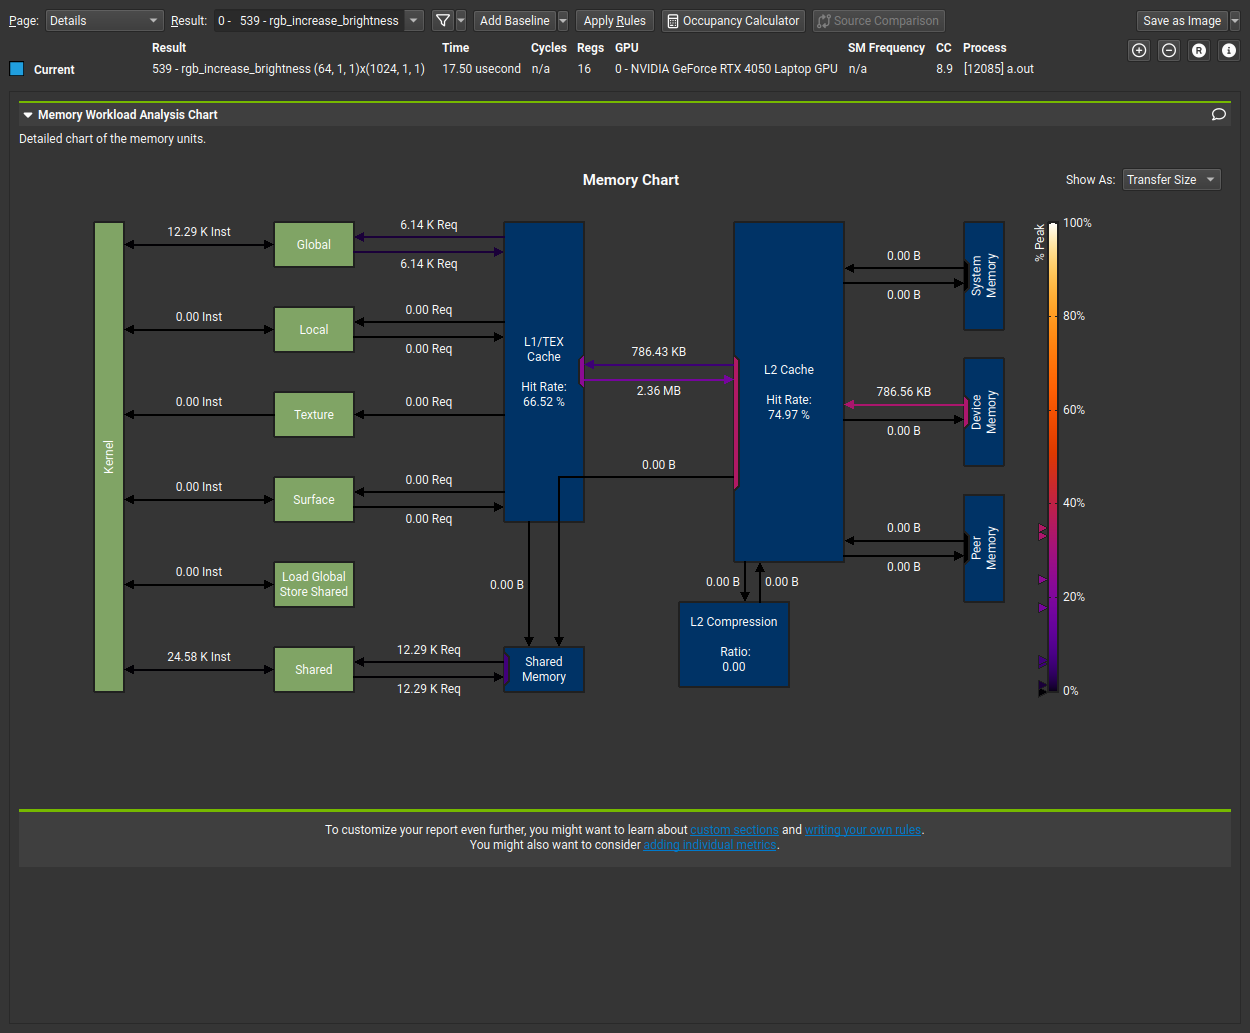 Page: Details Result: 0 - 539 - rgb_increase_brightness Add Baseline Apply Rules Occupancy Calculator Source Comparison Save as Image
Result Time Cycles Regs GPU SM Frequency CC Process
Current 539 - rgb_increase_brightness (64, 1, 1)x(1024, 1, 1) 17.50 usecond n/a 16 0 - NVIDIA GeForce RTX 4050 Laptop GPU n/a 8.9 [12085] a.out
R
i
Memory Workload Analysis Chart
Detailed chart of the memory units.
Memory Chart
Show As: Transfer Size
Kernel
12.29 K Inst
Global
6.14 K Req
6.14 K Req
0.00 Inst
Local
0.00 Req
0.00 Req
0.00 Inst
Texture
0.00 Req
0.00 Inst
Surface
0.00 Req
0.00 Req
0.00 Inst
Load Global
Store Shared
24.58 K Inst
Shared
12.29 K Req
12.29 K Req
L1/TEX
Cache
Hit Rate:
66.52 %
0.00 B
Shared
Memory
786.43 KB
2.36 MB
0.00 B
L2 Cache
Hit Rate:
74.97 %
0.00 B
0.00 B
L2 Compression
Ratio:
0.00
0.00 B
0.00 B
System
Memory
786.56 KB
0.00 B
Device
Memory
0.00 B
0.00 B
Peer
Memory
% Peak
100%
80%
60%
40%
20%
0%
To customize your report even further, you might want to learn about custom sections and writing your own rules.
You might also want to consider adding individual metrics.